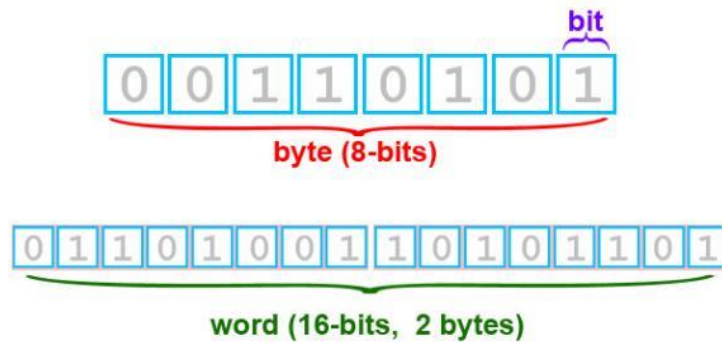 bit
0 0 1 1 0 1 0 1
byte (8-bits)
0 1 1 0 1 0 0 1 1 0 1 0 1 1 0 1
word (16-bits, 2 bytes)